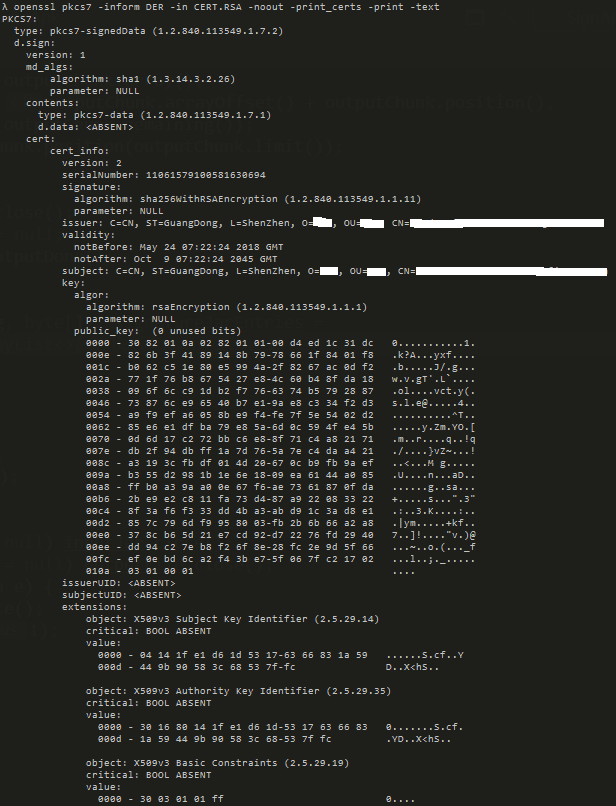 λ openssl pkcs7 -inform DER -in CERT.RSA -noout -print_certs -print -text
PKCS7:
type: pkcs7-signedData (1.2.840.113549.1.7.2)
d.sign:
version: 1
md_algs:
algorithm: sha1 (1.3.14.3.2.26)
parameter: NULL
contents:
type: pkcs7-data (1.2.840.113549.1.7.1)
d.data: <ABSENT>
cert:
cert_info:
version: 2
serialNumber: 11061579100581630694
signature:
algorithm: sha256WithRSAEncryption (1.2.840.113549.1.1.11)
parameter: NULL
issuer: C=CN, ST=GuangDong, L=ShenZhen, O= , OU= CN=
validity:
notBefore: May 24 07:22:24 2018 GMT
notAfter: Oct  9 07:22:24 2045 GMT
subject: C=CN, ST=GuangDong, L=ShenZhen, O= , OU= , CN=
key:
algor:
algorithm: rsaEncryption (1.2.840.113549.1.1.1)
parameter: NULL
public_key:  (0 unused bits)
0000 - 30 82 01 0a 02 82 01 01-00 d4 ed 1c 31 dc   0...........1.
000e - 82 6b 3f 41 89 14 8b 79-78 66 1f 84 01 f8   .k?A...yxf....
001c - b0 62 c5 1e 80 e5 99 4a-2f 82 67 ac 0d f2   .b.....J/.g...
002a - 77 1f 76 b8 67 54 27 e8-4c 60 b4 8f da 18   w.v.gT'.L`....
0038 - 09 6f 6c c9 1d b2 f7 76-63 74 b5 79 28 87   .ol....vct.y(.
0046 - 73 87 6c e9 65 40 b7 e1-9a e8 c3 34 f2 d3   s.l.e@.....4..
0054 - a9 f9 ef a6 05 8b e9 f4-fe 7f 5e 54 02 d2   ..........^T..
0062 - 85 e6 e1 df ba 79 e8 5a-6d 0c 59 4f e4 5b   .....y.Zm.YO.[
0070 - 0d 6d 17 c2 72 bb c6 e8-8f 71 c4 a8 21 71   .m..r....q..!q
007e - db 2f 94 db ff 1a 7d 76-5a 7e c4 da a4 21   ./....}vZ~...!
008c - a3 19 3c fb df 01 4d 20-67 0c b9 fb 9a ef   ..<...M g.....
009a - b3 55 d2 98 1b 1e 6e 18-09 ea 61 44 a0 85   .U....n...aD..
00a8 - ff b0 a3 9a a0 0e 67 f6-ae 73 61 87 0f da   ......g..sa...
00b6 - 2b e9 e2 c8 11 fa 73 d4-87 a9 22 08 33 22   +.....s...".3"
00c4 - 8f 3a f6 f3 33 dd 4b a3-ab d9 1c 3a d8 e1   .:..3.K....:..
00d2 - 85 7c 79 6d f9 95 80 03-fb 2b 6b 66 a2 a8   .|ym.....+kf..
00e0 - 37 8c b6 5d 21 e7 cd 92-d7 22 76 fd 29 40   7..]!...."v.)@
00ee - dd 94 c2 7e b8 f2 6f 8e-28 fc 2e 9d 5f 66   ...~..o.(..._f
00fc - ef 0e bd 6c a2 f4 3b e7-5f 06 7f c2 17 02   ...l..;._.....
010a - 03 01 00 01   ....
issuerUID: <ABSENT>
subjectUID: <ABSENT>
extensions:
object: X509v3 Subject Key Identifier (2.5.29.14)
critical: BOOL ABSENT
value:
0000 - 04 14 1f e1 d6 1d 53 17-63 66 83 1a 59   ......S.cf..Y
000d - 44 9b 90 58 3c 68 53 7f-fc   D..X<hS..
object: X509v3 Authority Key Identifier (2.5.29.35)
critical: BOOL ABSENT
value:
0000 - 30 16 80 14 1f e1 d6 1d-53 17 63 66 83   0.......S.cf.
000d - 1a 59 44 9b 90 58 3c 68-53 7f fc   .YD..X<hS..
object: X509v3 Basic Constraints (2.5.29.19)
critical: BOOL ABSENT
value:
0000 - 30 03 01 01 ff   0....